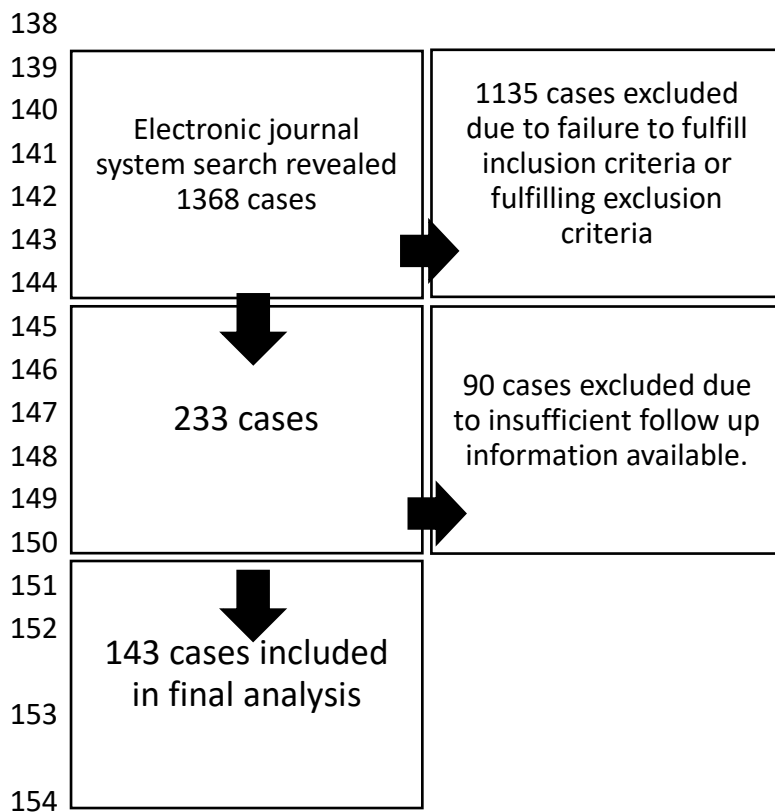 138
139
140
141
142
143
144
Electronic journal
system search revealed
1368 cases
1135 cases excluded
due to failure to fulfill
inclusion criteria or
fulfilling exclusion
criteria
145
146
147
148
149
150
233 cases
90 cases excluded due
to insufficient follow up
information available.
151
152
153
154
143 cases included
in final analysis